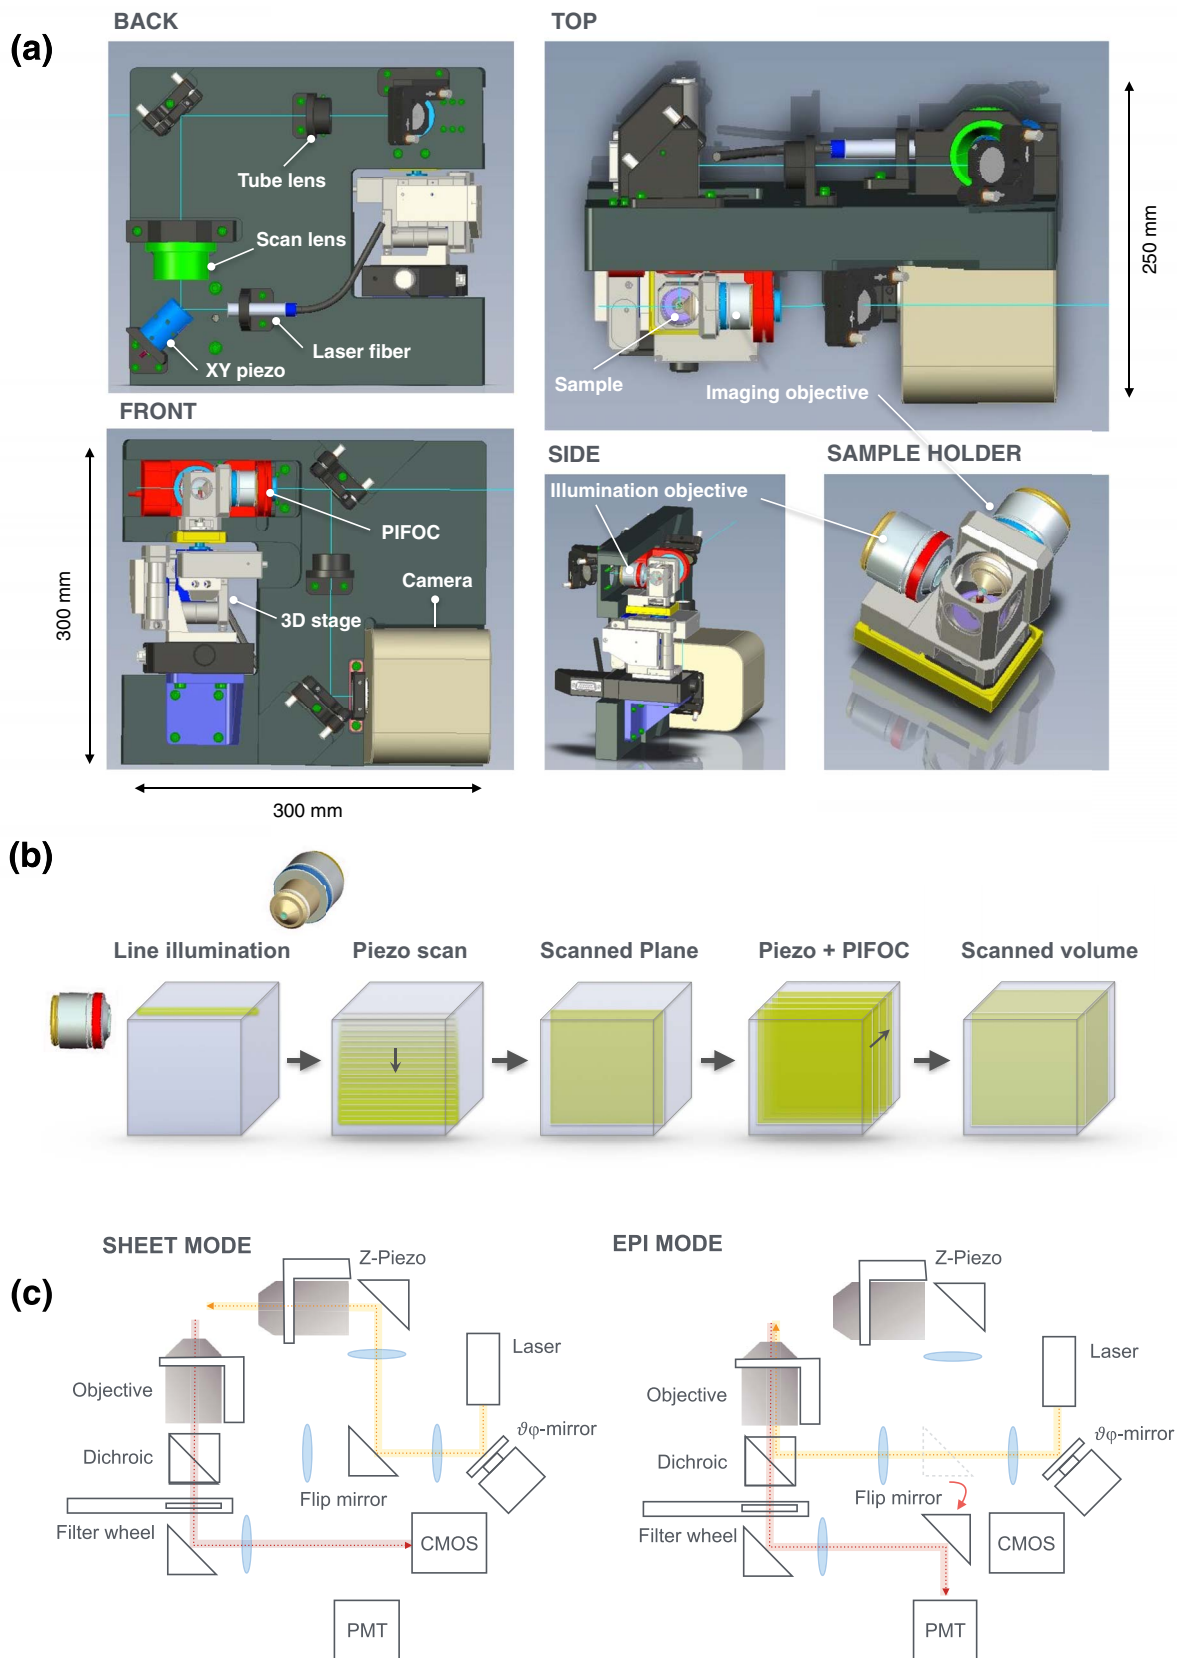 BACK
TOP
(a)
Tube lens
Scan lens
Laser fiber
XY piezo
Sample
Imaging objective
250 mm
FRONT
SIDE
SAMPLE HOLDER
Illumination objective
PIFOC
Camera
3D stage
300 mm
300 mm
(b)
Line illumination
Piezo scan
Scanned Plane
Piezo + PIFOC
Scanned volume
(c)
SHEET MODE
Z-Piezo
Laser
Objective
ϑφ-mirror
Dichroic
Flip mirror
Filter wheel
CMOS
PMT
EPI MODE
Z-Piezo
Laser
Objective
ϑφ-mirror
Dichroic
Flip mirror
Filter wheel
CMOS
PMT